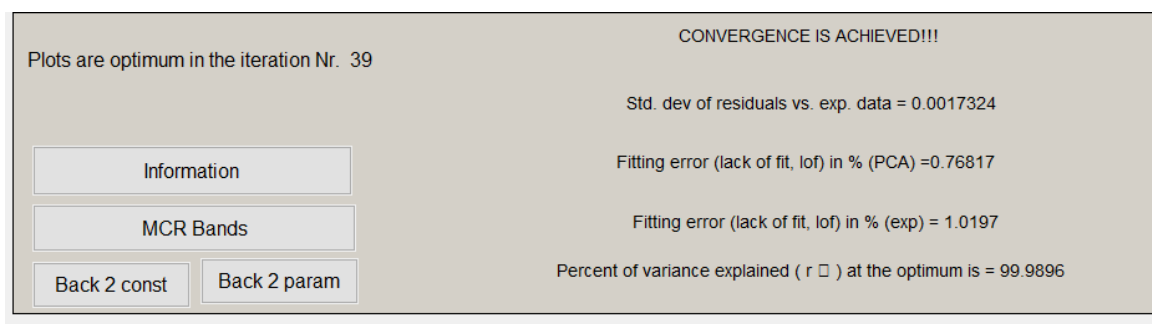 CONVERGENCE IS ACHIEVED!!!
Plots are optimum in the iteration Nr. 39
Std. dev of residuals vs. exp. data = 0.0017324
Information
Fitting error (lack of fit, lof) in % (PCA) =0.76817
MCR Bands
Fitting error (lack of fit, lof) in % (exp) = 1.0197
Back 2 const
Back 2 param
Percent of variance explained ( r □ ) at the optimum is = 99.9896